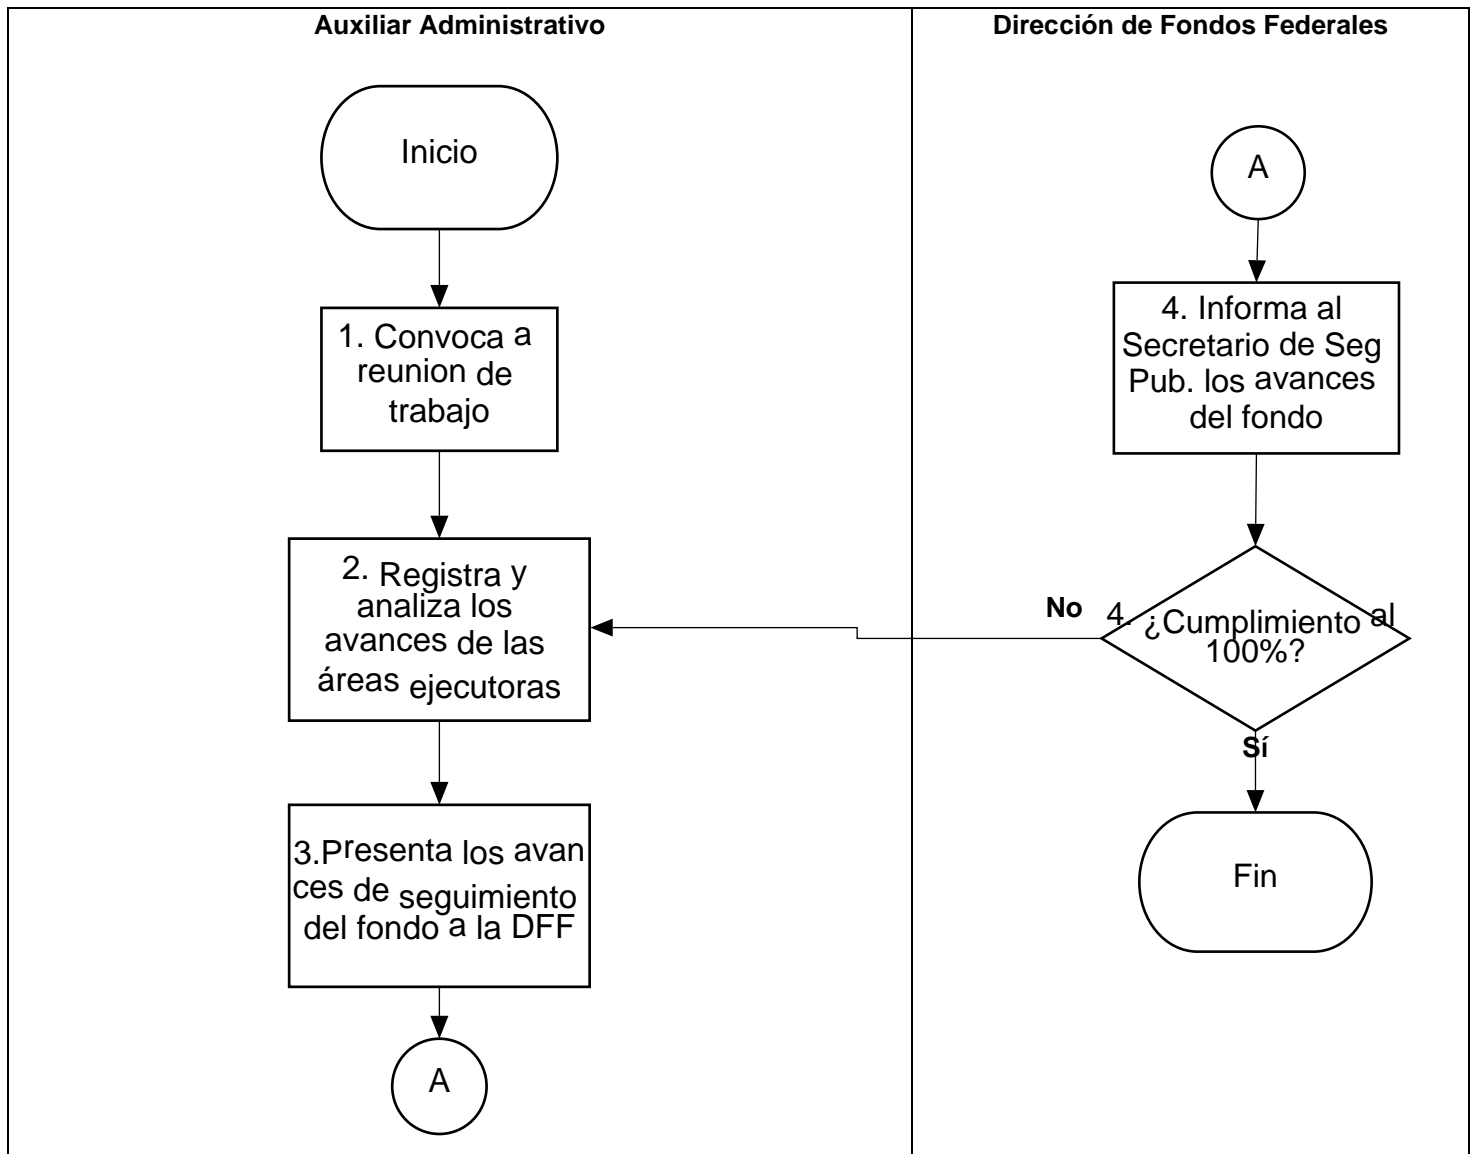 Auxiliar Administrativo
Inicio
1. Convoca a
reunion de
trabajo
2. Registra y
analiza los
avances de las
áreas ejecutoras
3.Presenta los avan
ces de seguimiento
del fondo a la DFF
A
Dirección de Fondos Federales
A
4. Informa al
Secretario de Seg
Pub. los avances
del fondo
No
4. ¿Cumplimiento al
100%?
Sí
Fin